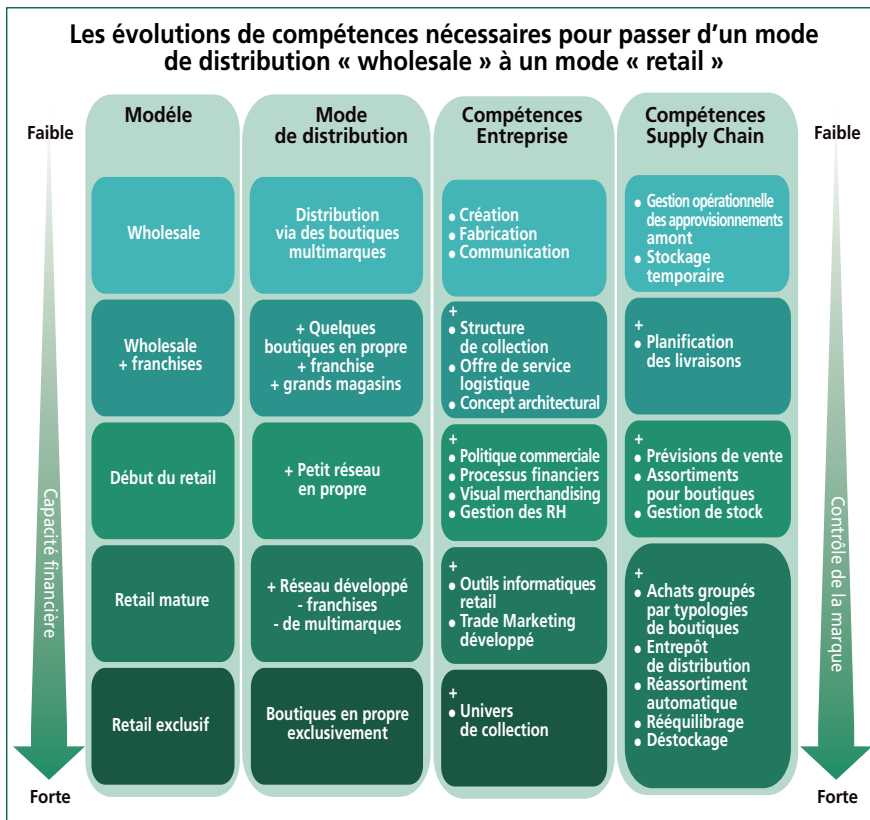 Les évolutions de compétences nécessaires pour passer d'un mode
de distribution « wholesale » à un mode « retail »
Faible
Capacité financière
Forte
Modéle
Mode
de distribution
Compétences
Entreprise
Compétences
Supply Chain
Wholesale
Distribution
via des boutiques
multimarques
• Création
• Fabrication
• Communication
• Gestion opérationnelle
des approvisionnements
amont
• Stockage
temporaire
Wholesale
+ franchises
+ Quelques
boutiques en propre
+ franchise
+ grands magasins
+
• Structure
de collection
• Offre de service
logistique
• Concept architectural
+
• Planification
des livraisons
Début du retail
+ Petit réseau
en propre
+
• Politique commerciale
• Processus financiers
• Visual merchandising
• Gestion des RH
+
• Prévisions de vente
• Assortiments
pour boutiques
• Gestion de stock
Retail mature
+ Réseau développé
- franchises
- de multimarques
+
• Outils informatiques
retail
• Trade Marketing
développé
+
• Achats groupés
par typologies
de boutiques
• Entrepôt
de distribution
• Réassortiment
automatique
• Rééquilibrage
• Déstockage
Retail exclusif
Boutiques en propre
exclusivement
+
• Univers
de collection
Faible
Contrôle de la marque
Forte